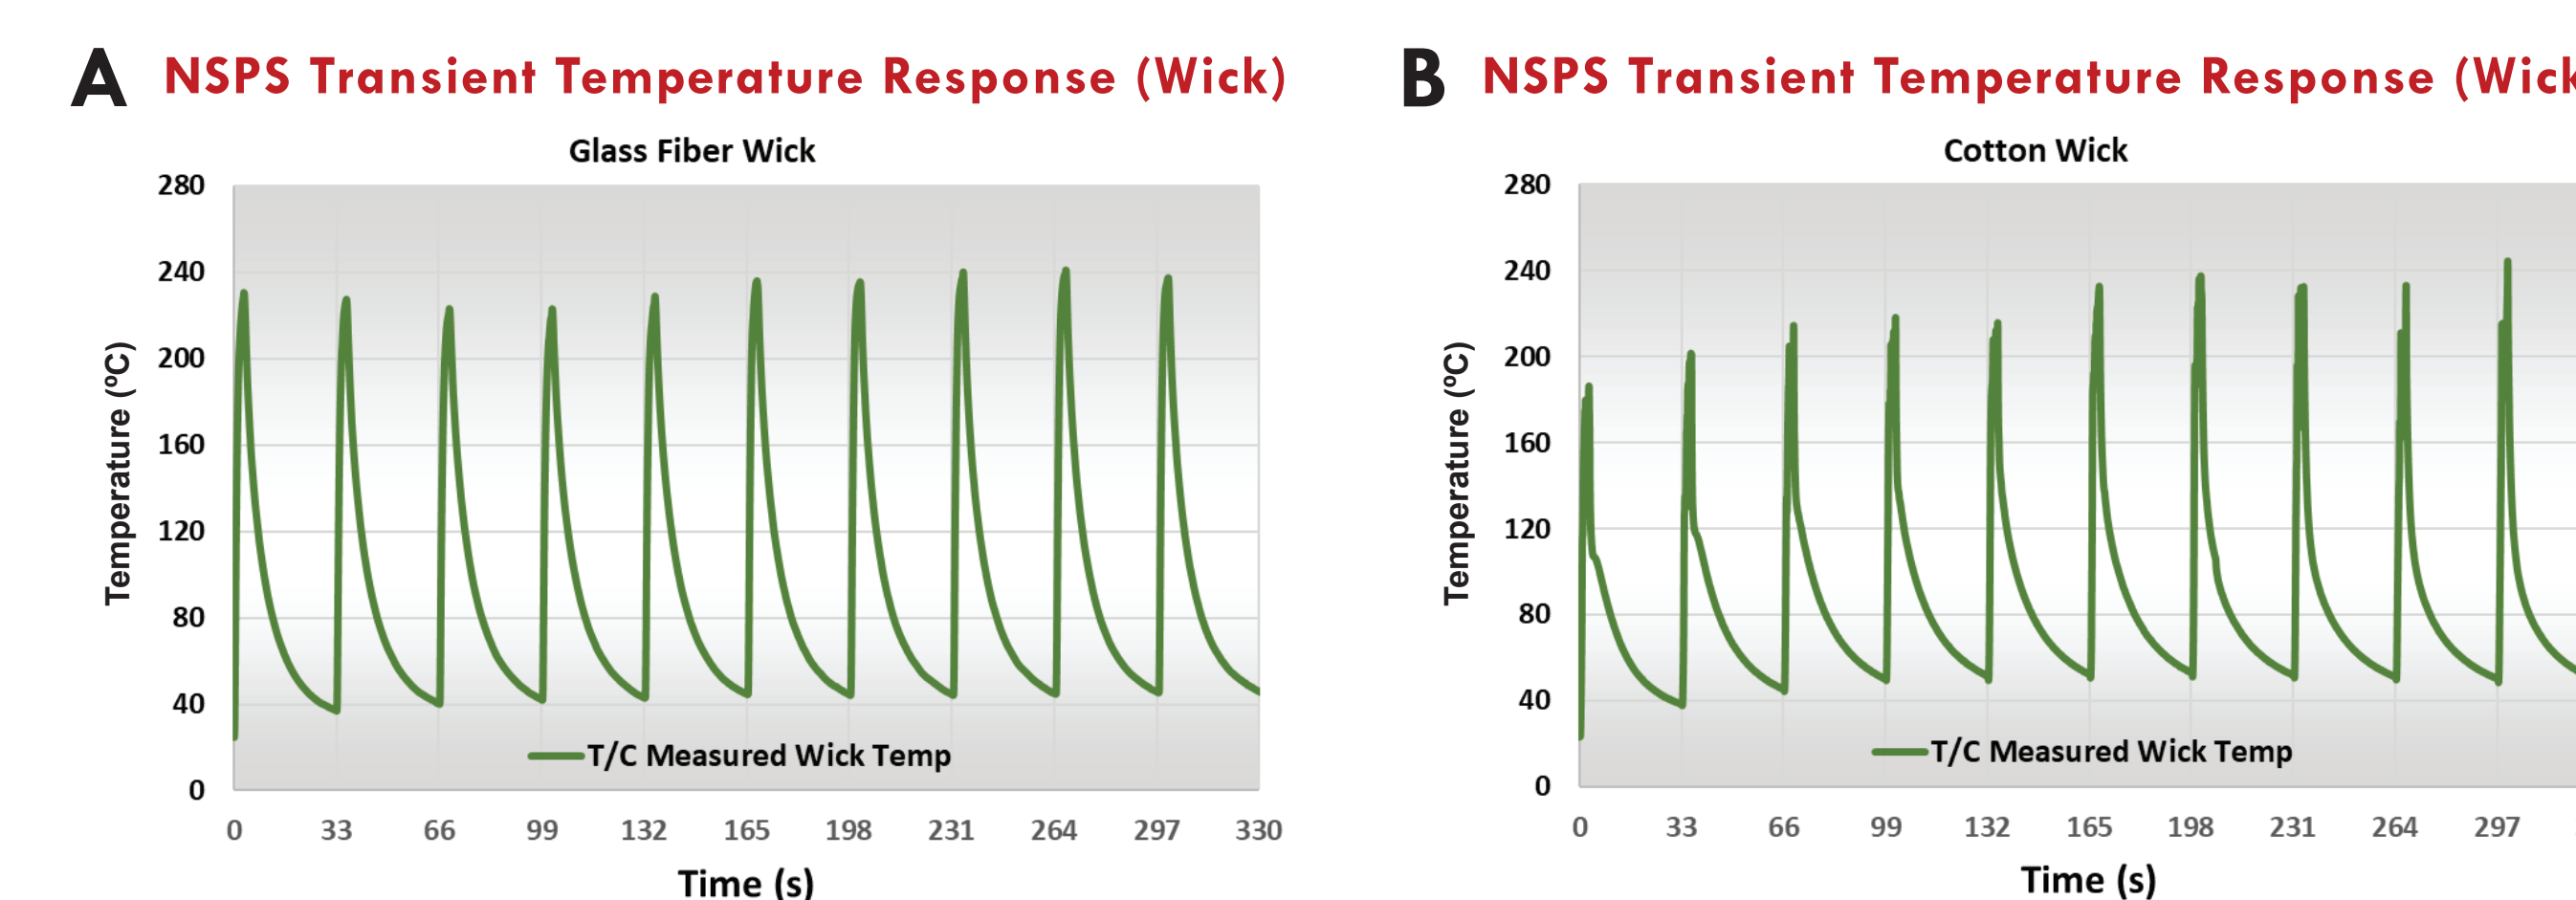 A NSPS Transient Temperature Response (Wick)
Glass Fiber Wick
280
240
200
160
120
80
40
0
Temperature (ºC)
T/C Measured Wick Temp
0 33 66 99 132 165 198 231 264 297 330
Time (s)
B NSPS Transient Temperature Response (Wick
Cotton Wick
280
240
200
160
120
80
40
0
Temperature (ºC)
T/C Measured Wick Temp
0 33 66 99 132 165 198 231 264 297
Time (s)